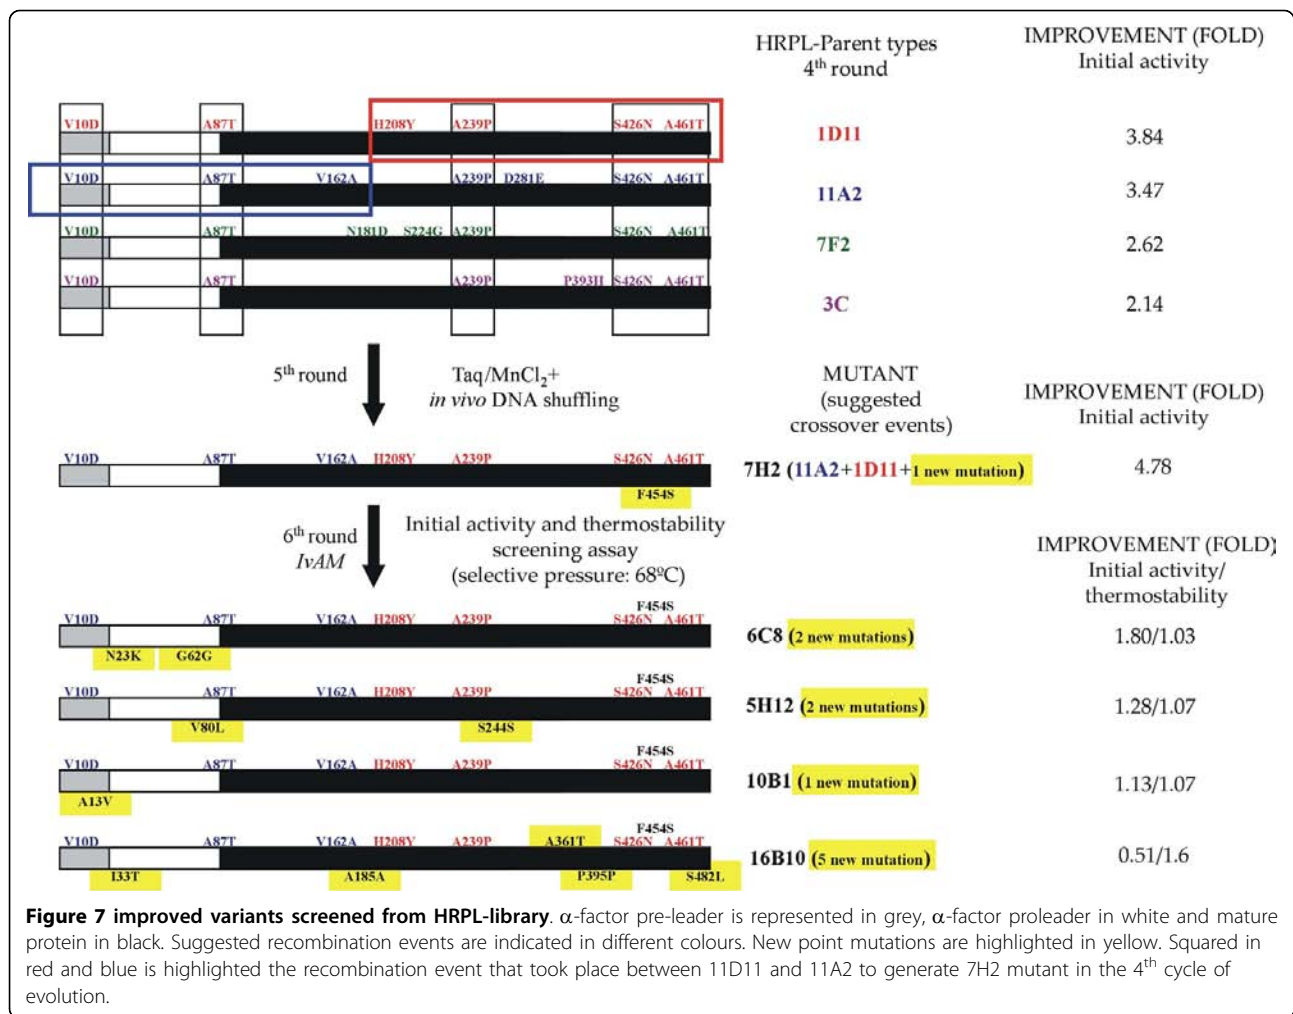 HRPL-Parent types
4th round
IMPROVEMENT (FOLD)
Initial activity
V10D A87T H208Y A239P S426N A461T
1D11
3.84
V10D A87T V162A A239P D281E S426N A461T
11A2
3.47
V10D A87T N181D S224G A239P S426N A461T
7F2
2.62
V10D A87T A239P P393H S426N A461T
3C
2.14
5th round
Taq/MnCl2+
in vivo DNA shuffling
MUTANT
(suggested
crossover events)
IMPROVEMENT (FOLD)
Initial activity
V10D A87T V162A H208Y A239P S426N A461T
F454S
7H2 (11A2+1D11+1 new mutation)
4.78
6th round
IvAM
Initial activity and thermostability
screening assay
(selective pressure: 68ºC)
IMPROVEMENT (FOLD)
Initial activity/
thermostability
F454S
V10D A87T V162A H208Y A239P S426N A461T
N23K G62G
6C8 (2 new mutations)
1.80/1.03
F454S
V10D A87T V162A H208Y A239P S426N A461T
V80L S244S
5H12 (2 new mutations)
1.28/1.07
F454S
V10D A87T V162A H208Y A239P S426N A461T
A13V
10B1 (1 new mutation)
1.13/1.07
F454S
V10D A87T V162A H208Y A239P A361T S426N A461T
I33T A185A P395P S482L
16B10 (5 new mutation)
0.51/1.6
Figure 7 improved variants screened from HRPL-library. α-factor pre-leader is represented in grey, α-factor proleader in white and mature
protein in black. Suggested recombination events are indicated in different colours. New point mutations are highlighted in yellow. Squared in
red and blue is highlighted the recombination event that took place between 11D11 and 11A2 to generate 7H2 mutant in the 4th cycle of
evolution.